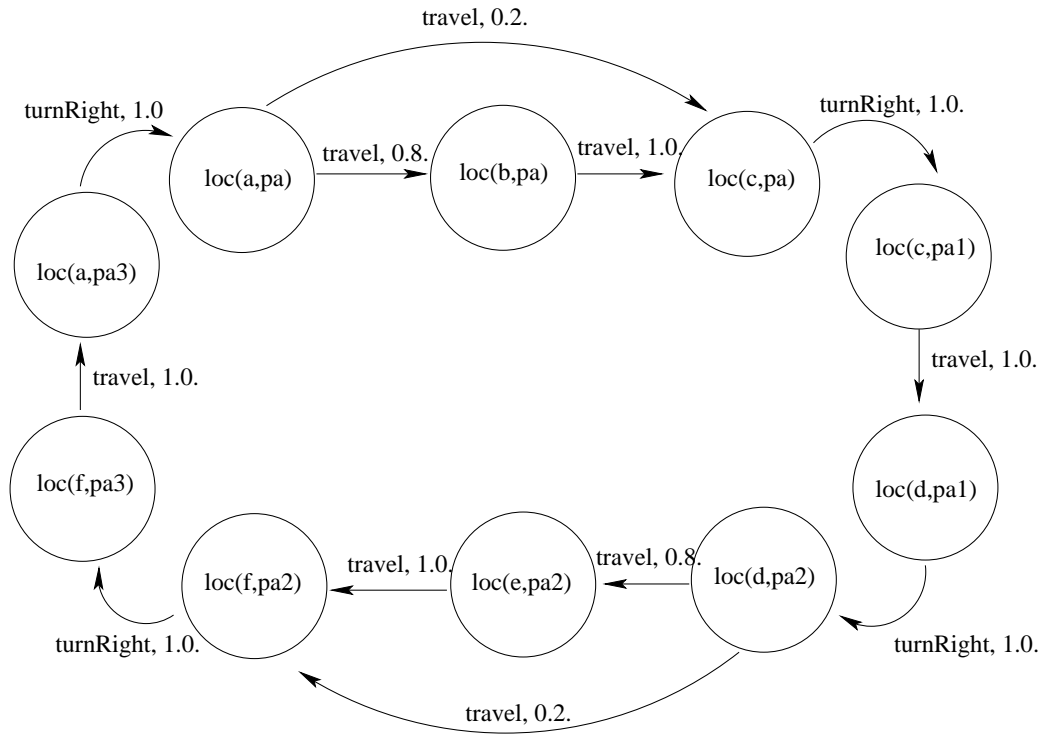 travel, 0.2.
turnRight, 1.0
turnRight, 1.0.
travel, 0.8.
travel, 1.0.
loc(a,pa)
loc(b,pa)
loc(c,pa)
loc(c,pa1)
loc(a,pa3)
travel, 1.0.
travel, 1.0.
loc(f,pa3)
loc(d,pa1)
travel, 1.0.
travel, 0.8.
loc(f,pa2)
loc(e,pa2)
loc(d,pa2)
turnRight, 1.0.
turnRight, 1.0.
travel, 0.2.